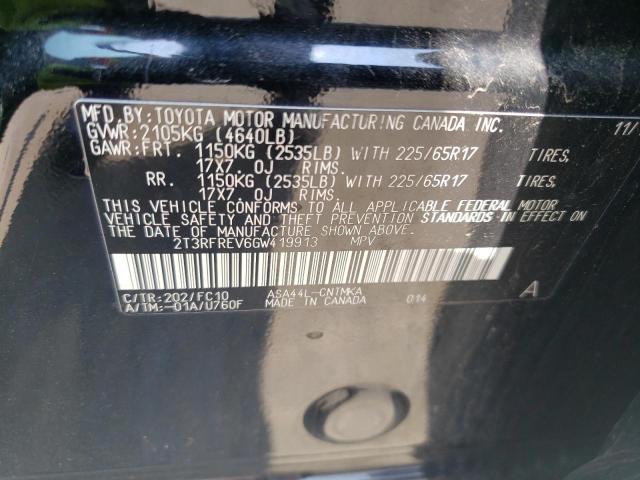 MFD. BY: TOYOTA MOTOR MANUFACTURING CANADA INC. 11/
GVWR: 2105KG (4640LB)
GAWR: FRT. 1150KG (2535LB) WITH 225/65R17 TIRES,
17X7 0J RIMS.
RR. 1150KG (2535LB) WITH 225/65R17 TIRES,
17X7 0J RIMS.
THIS VEHICLE CONFORMS TO ALL APPLICABLE FEDERAL MOTOR
VEHICLE SAFETY AND THEFT PREVENTION STANDARDS IN EFFECT ON
THE DATE OF MANUFACTURE SHOWN ABOVE.
2T3RFREV6GW419913 MPV
C/TR: 202/FC10 ASA44L-CNTMKA 014 A
A/TM: -01A/U760F MADE IN CANADA